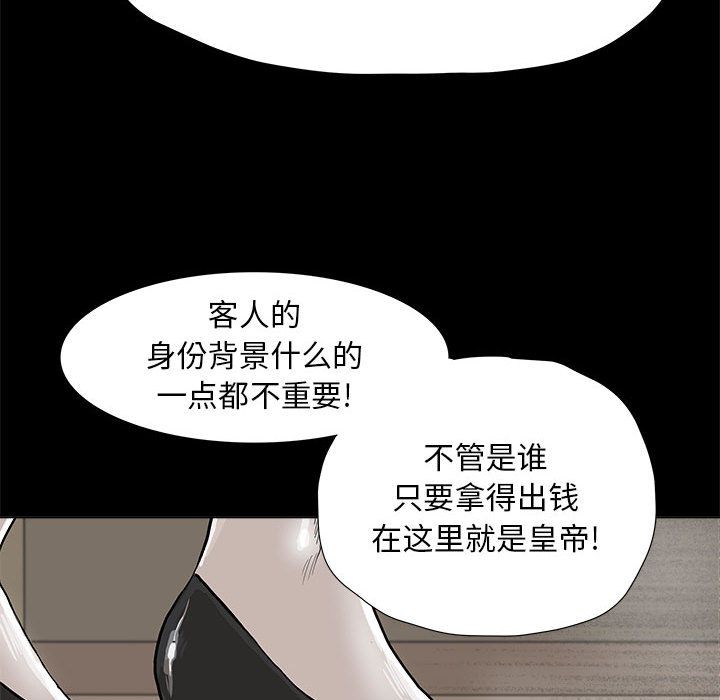 客人的
身份背景什么的
一点都不重要!
不管是谁
只要拿得出钱
在这里就是皇帝!